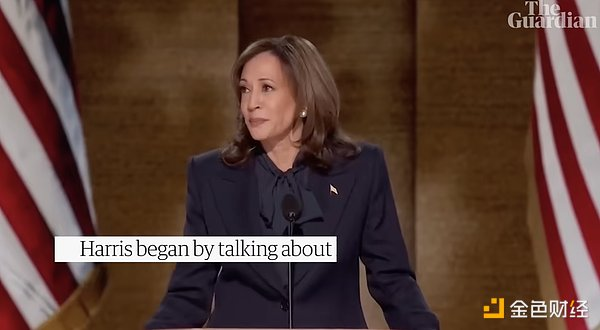 The Guardian
Harris began by talking about
金色财经